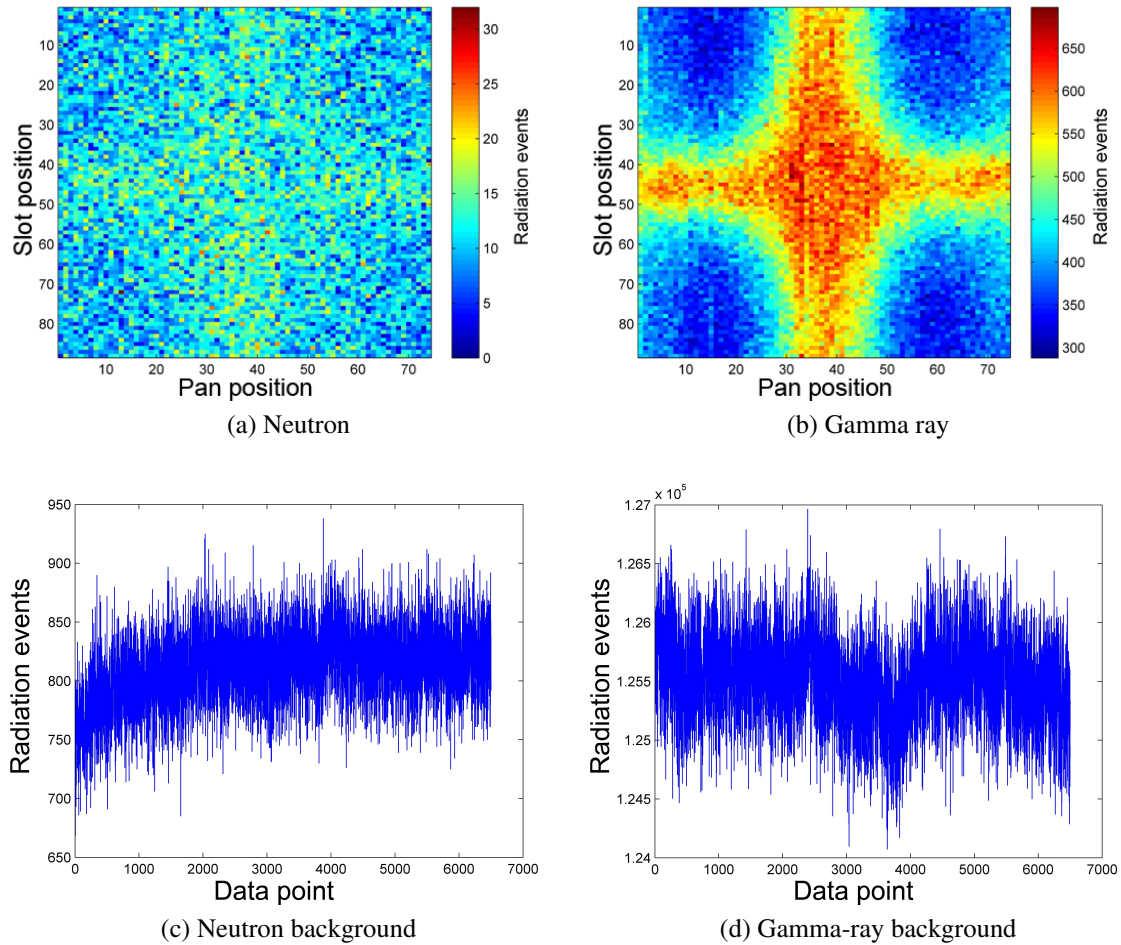 10
20
30
40
50
60
70
80
Slot position
10 20 30 40 50 60 70
Pan position
30
25
20
15
10
5
0
Radiation events
(a) Neutron
10
20
30
40
50
60
70
80
Slot position
10 20 30 40 50 60 70
Pan position
650
600
550
500
450
400
350
300
Radiation events
(b) Gamma ray
950
900
850
800
750
700
650
Radiation events
0 1000 2000 3000 4000 5000 6000 7000
Data point
(c) Neutron background
x 10⁵
1.27
1.265
1.26
1.255
1.25
1.245
1.24
Radiation events
0 1000 2000 3000 4000 5000 6000 7000
Data point
(d) Gamma-ray background